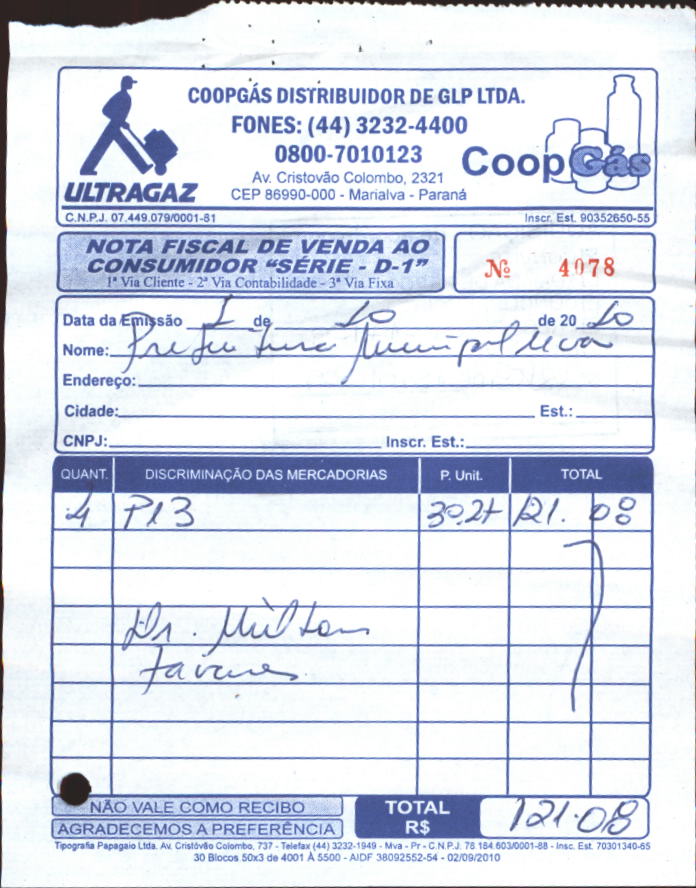 COOPGÁS DISTRIBUIDOR DE GLP LTDA.
FONES: (44) 3232-4400
0800-7010123
Av. Cristovão Colombo, 2321
CEP 86990-000 - Marialva - Paraná
ULTRAGAZ
CoopGás
C.N.P.J. 07.449.079/0001-81 Inscr. Est. 90352650-55
NOTA FISCAL DE VENDA AO
CONSUMIDOR “SÉRIE - D-1”
1ª Via Cliente - 2ª Via Contabilidade - 3ª Via Fixa
Nº 4078
Data da Emissão 1 de 10 de 2010
Nome: Prefeitura Municipal
Endereço:
Cidade: Est.:
CNPJ: Inscr. Est.:
QUANT. DISCRIMINAÇÃO DAS MERCADORIAS P. Unit. TOTAL
4 P13 30.27 121.08
Dr. Milton
Tavares
NÃO VALE COMO RECIBO
AGRADECEMOS A PREFERÊNCIA
TOTAL
R$ 121.08
Tipografia Papagaio Ltda. Av. Cristóvão Colombo, 737 - Telefax (44) 3232-1949 - Mva - Pr - C.N.P.J. 78 184.603/0001-88 - Insc. Est. 70301340-65
30 Blocos 50x3 de 4001 À 5500 - AIDF 38092552-54 - 02/09/2010